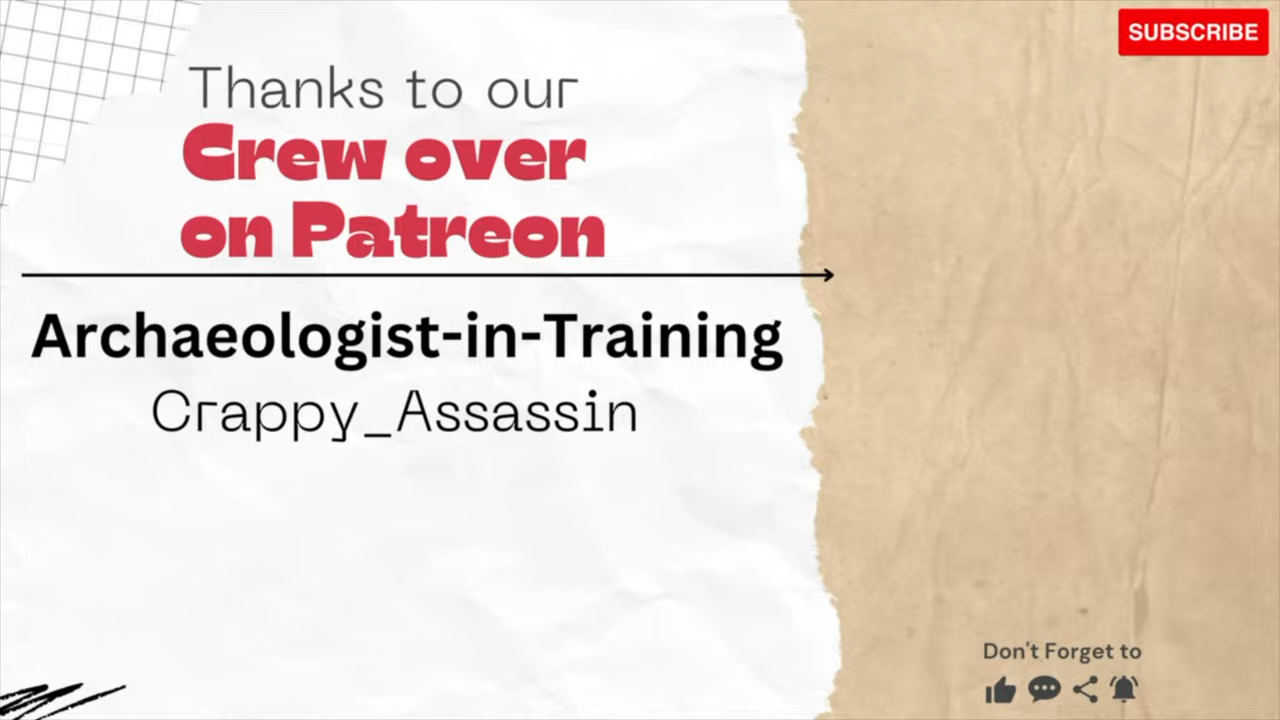 SUBSCRIBE
Thanks to our
Crew over
on Patreon
Archaeologist-in-Training
Crappy_Assassin
Don't Forget to